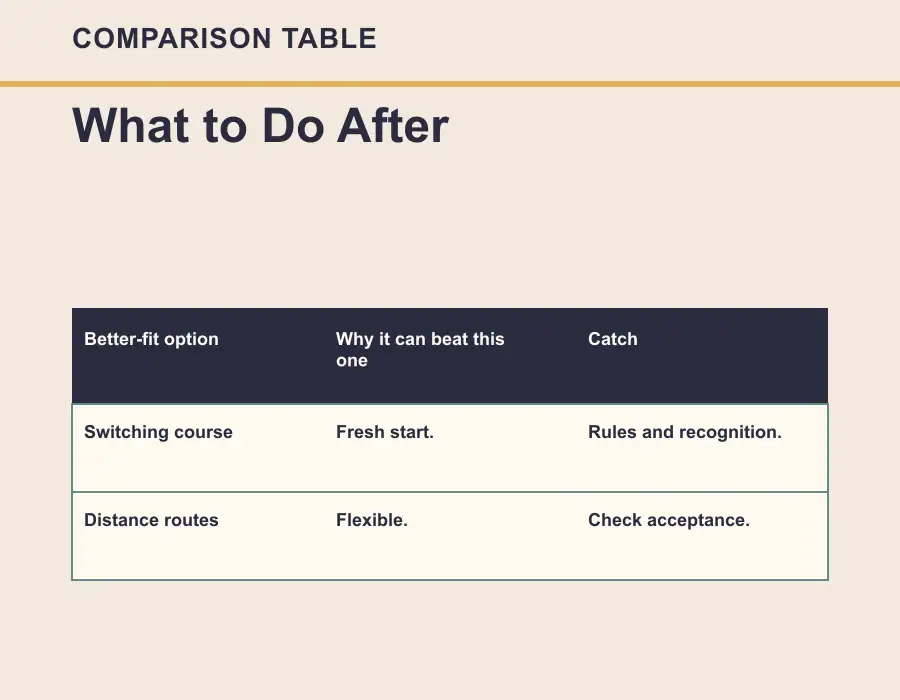 COMPARISON TABLE
What to Do After
Better-fit option
Why it can beat this
one
Catch
Switching course
Fresh start.
Rules and recognition.
Distance routes
Flexible.
Check acceptance.